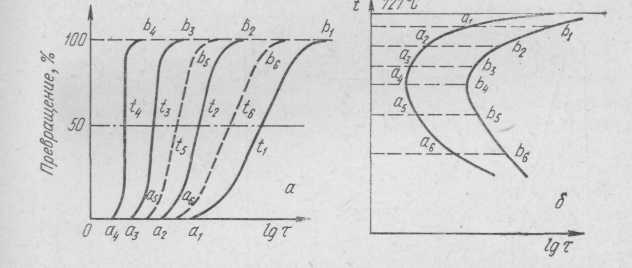 Превращение, %
100
50
0
b₄ b₃ b₂ b₁
b₅ b₆
t₄ t₃ t₂ t₆
t₅ t₁
a₅ a₆
a₄ a₃ a₂ a₁
lg τ
а
t
727 °C
a₁
a₂
a₃
a₄
a₅
a₆
b₁
b₂
b₃
b₄
b₅
b₆
б
lg τ